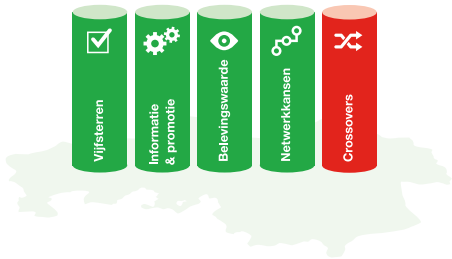 Vijfsterren
Informatie
& promotie
Belevingswaarde
Netwerkkansen
Crossovers